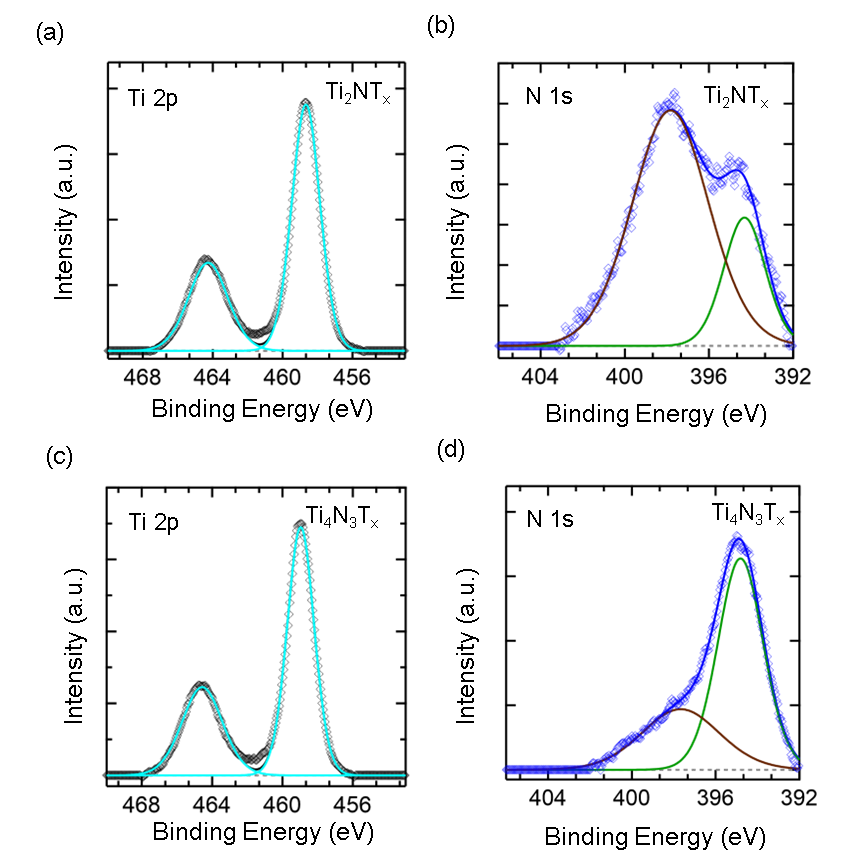 (a)
Ti 2p
Ti₂NTₓ
Intensity (a.u.)
468 464 460 456
Binding Energy (eV)
(b)
N 1s
Ti₂NTₓ
Intensity (a.u.)
404 400 396 392
Binding Energy (eV)
(c)
Ti 2p
Ti₄N₃Tₓ
Intensity (a.u.)
468 464 460 456
Binding Energy (eV)
(d)
N 1s
Ti₄N₃Tₓ
Intensity (a.u.)
404 400 396 392
Binding Energy (eV)